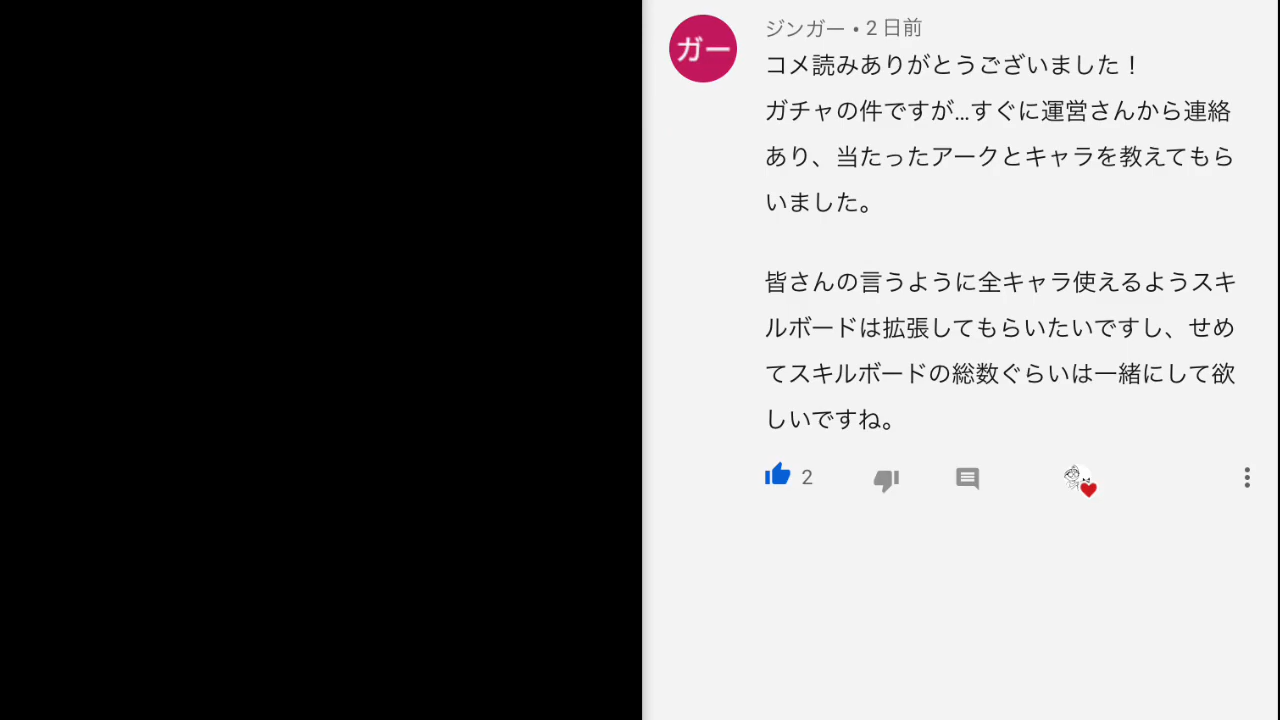 ガー
ジンガー • 2 日前
コメ読みありがとうございました！
ガチャの件ですが...すぐに運営さんから連絡
あり、当たったアークとキャラを教えてもら
いました。
皆さんの言うように全キャラ使えるようスキ
ルボードは拡張してもらいたいですし、せめ
てスキルボードの総数ぐらいは一緒にして欲
しいですね。
2